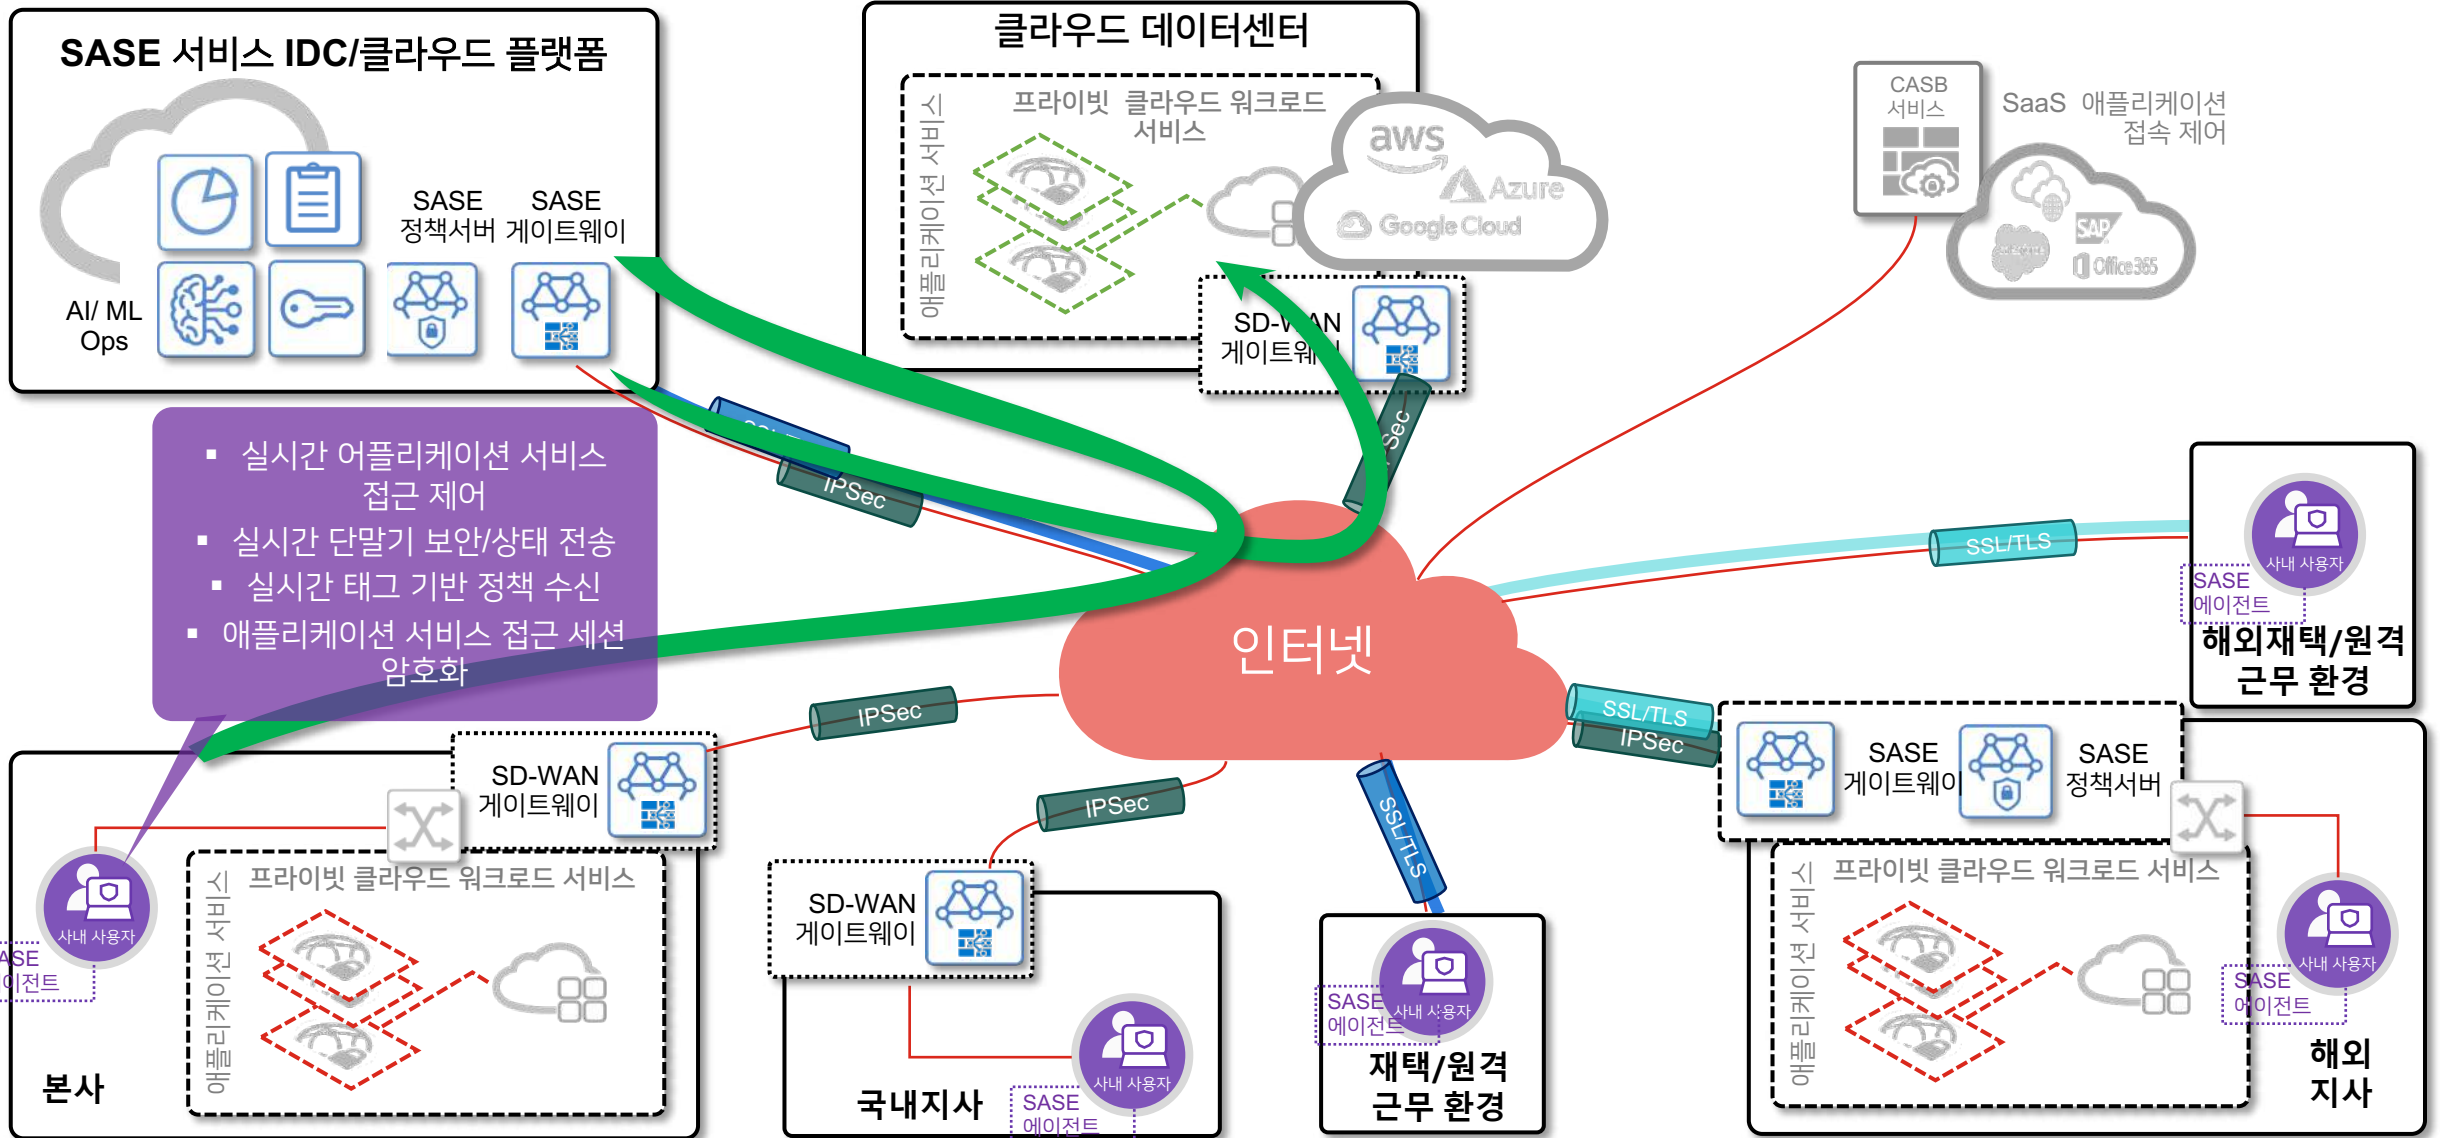 SASE 서비스 IDC/클라우드 플랫폼
SASE
정책서버
SASE
게이트웨이
AI/ ML
Ops
클라우드 데이터센터
애플리케이션 서비스
프라이빗 클라우드 워크로드
서비스
aws
Azure
Google Cloud
SD-WAN
게이트웨이
CASB
서비스
SaaS 애플리케이션
접속 제어
SAP
Office 365
▪ 실시간 어플리케이션 서비스
접근 제어
▪ 실시간 단말기 보안/상태 전송
▪ 실시간 태그 기반 정책 수신
▪ 애플리케이션 서비스 접근 세션
암호화
IPSec
인터넷
SSL/TLS
사내 사용자
SASE
에이전트
해외재택/원격
근무 환경
IPSec
SSL/TLS
IPSec
IPSec
SSL/TLS
SD-WAN
게이트웨이
사내 사용자
애플리케이션 서비스
프라이빗 클라우드 워크로드 서비스
본사
SD-WAN
게이트웨이
사내 사용자
SASE
에이전트
국내지사
사내 사용자
SASE
에이전트
재택/원격
근무 환경
SASE
게이트웨이
SASE
정책서버
애플리케이션 서비스
프라이빗 클라우드 워크로드 서비스
사내 사용자
SASE
에이전트
해외
지사